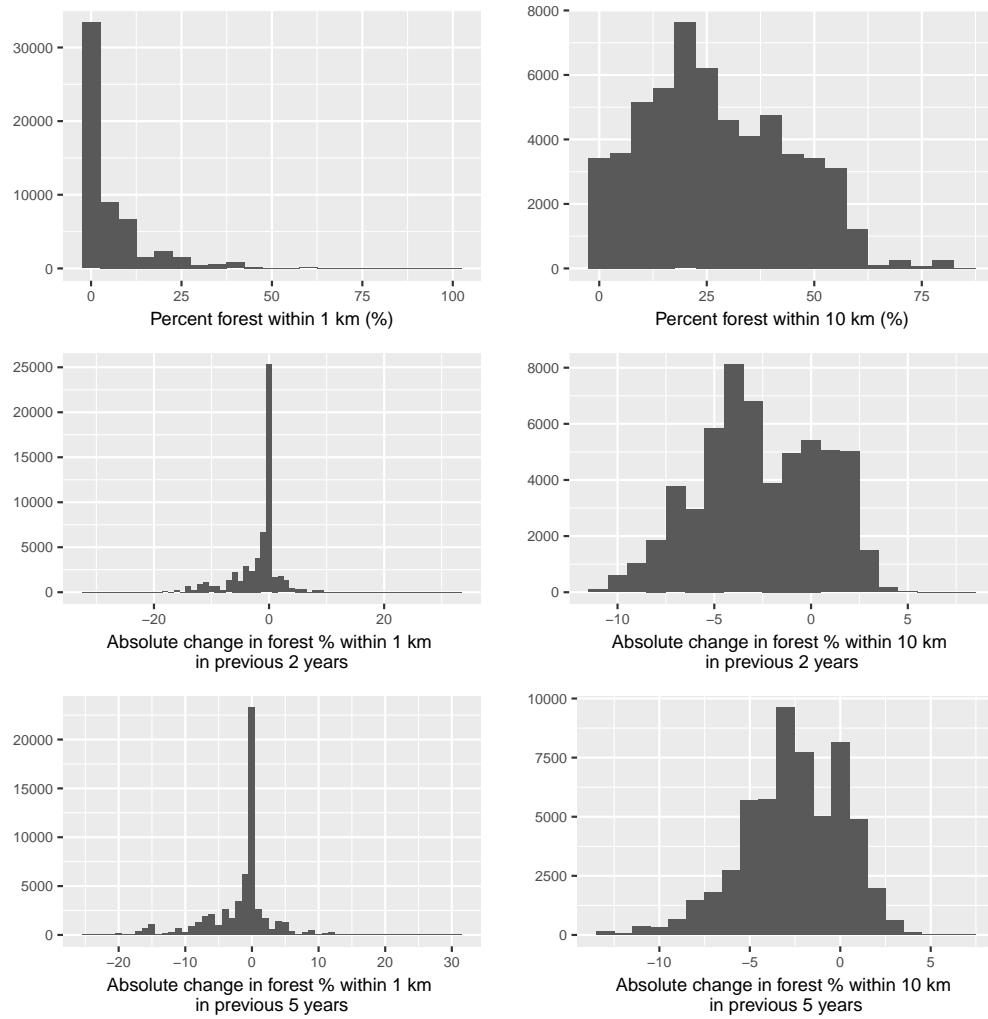 30000
20000
10000
0
0 25 50 75 100
Percent forest within 1 km (%)
8000
6000
4000
2000
0
0 25 50 75
Percent forest within 10 km (%)
25000
20000
15000
10000
5000
0
−20 0 20
Absolute change in forest % within 1 km
in previous 2 years
8000
6000
4000
2000
0
−10 −5 0 5
Absolute change in forest % within 10 km
in previous 2 years
20000
15000
10000
5000
0
−20 −10 0 10 20 30
Absolute change in forest % within 1 km
in previous 5 years
10000
7500
5000
2500
0
−10 −5 0 5
Absolute change in forest % within 10 km
in previous 5 years